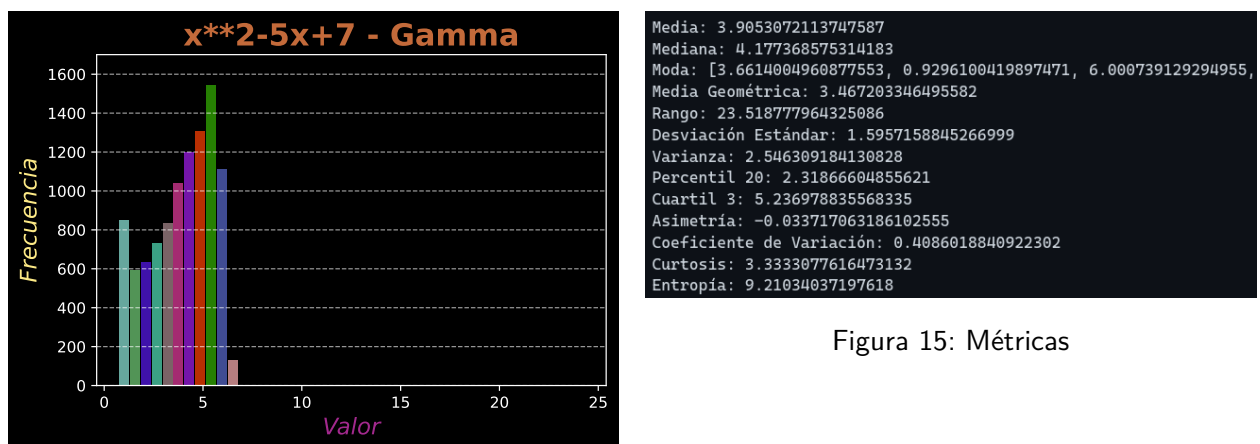 x**2-5x+7 - Gamma
1600
1400
1200
1000
800
600
400
200
0
Frecuencia
0 5 10 15 20 25
Valor
Media: 3.9053072113747587
Mediana: 4.177368575314183
Moda: [3.6614004960877553, 0.9296100419897471, 6.000739129294955,
Media Geométrica: 3.467203346495582
Rango: 23.518777964325086
Desviación Estándar: 1.5957158845266999
Varianza: 2.546309184130828
Percentil 20: 2.31866604855621
Cuartil 3: 5.236978835568335
Asimetría: -0.033717063186102555
Coeficiente de Variación: 0.4086018840922302
Curtosis: 3.3333077616473132
Entropía: 9.21034037197618
Figura 15: Métricas